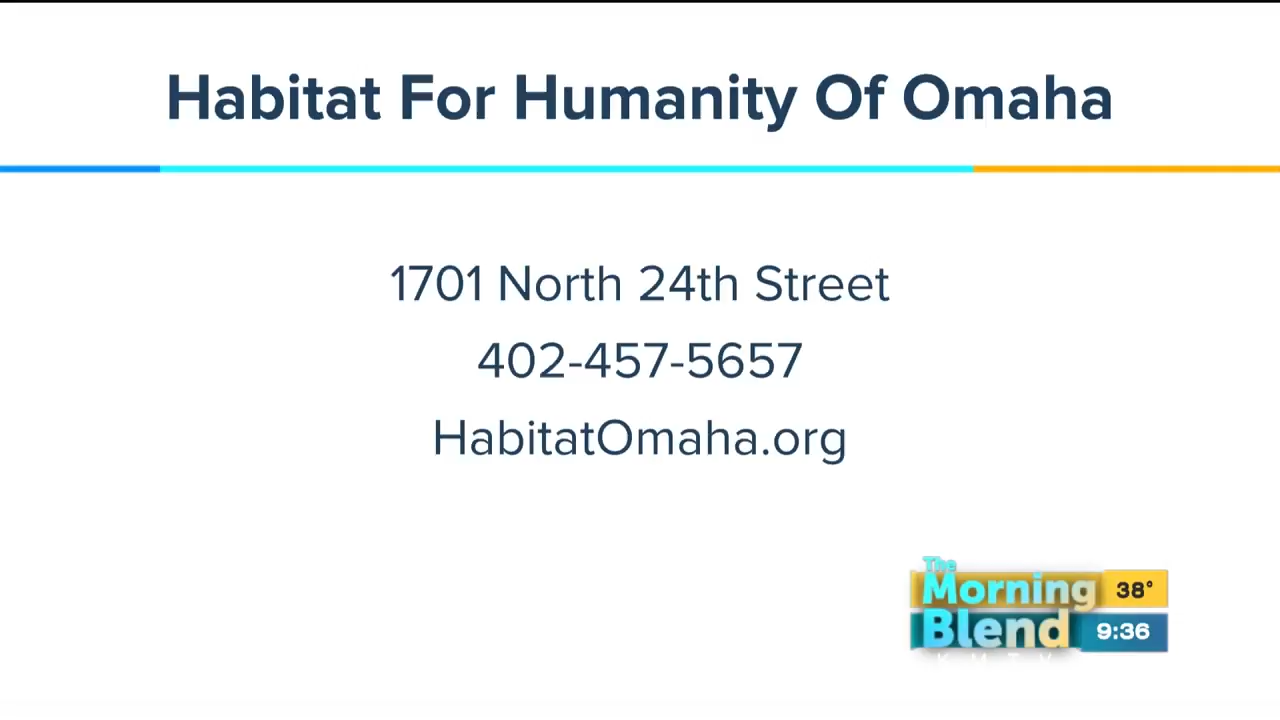 Habitat For Humanity Of Omaha
1701 North 24th Street
402-457-5657
HabitatOmaha.org
The
Morning 38°
Blend 9:36